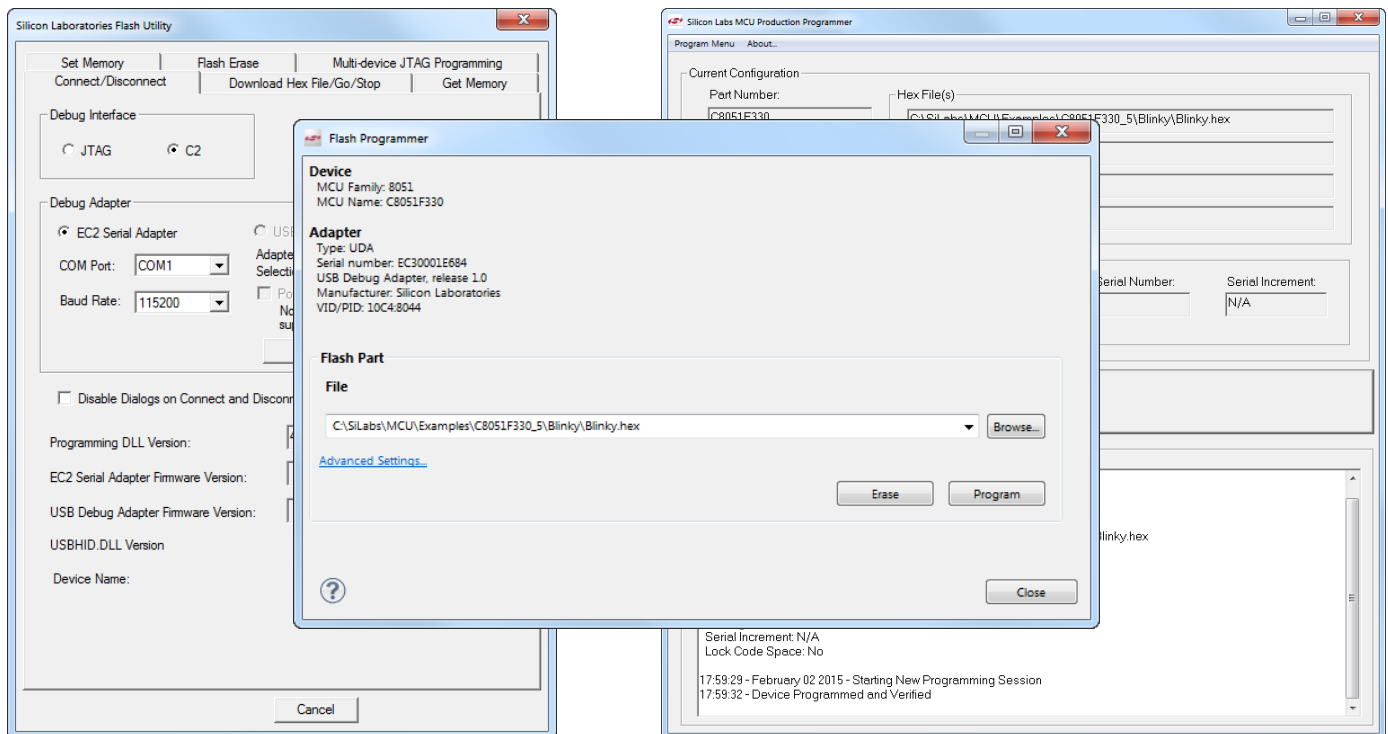 Silicon Laboratories Flash Utility
Set Memory
Flash Erase
Multi-device JTAG Programming
Connect/Disconnect
Download Hex File/Go/Stop
Get Memory
Debug Interface
JTAG
C2
Debug Adapter
EC2 Serial Adapter
COM Port:
COM1
Baud Rate:
115200
Disable Dialogs on Connect and
Programming DLL Version:
EC2 Serial Adapter Firmware Version:
USB Debug Adapter Firmware Version:
USBHID.DLL Version
Device Name:
Cancel
Flash Programmer
Device
MCU Family: 8051
MCU Name: C8051F330
Adapter
Type: UDA
Serial number: EC30001E684
USB Debug Adapter, release 1.0
Manufacturer: Silicon Laboratories
VID/PID: 10C4:8044
Flash Part
File
C:\SiLabs\MCU\Examples\C8051F330_5\Blinky\Blinky.hex
Browse...
Advanced Settings...
Erase
Program
?
Close
Silicon Labs MCU Production Programmer
Program Menu About..
Current Configuration
Part Number:
C8051F330
Hex File(s)
C:\SiLabs\MCU\Examples\C8051F330_5\Blinky\Blinky.hex
Serial Number:
Serial Increment:
N/A
Blinky.hex
Serial Increment: N/A
Lock Code Space: No
17:59:29 - February 02 2015 - Starting New Programming Session
17:59:32 - Device Programmed and Verified